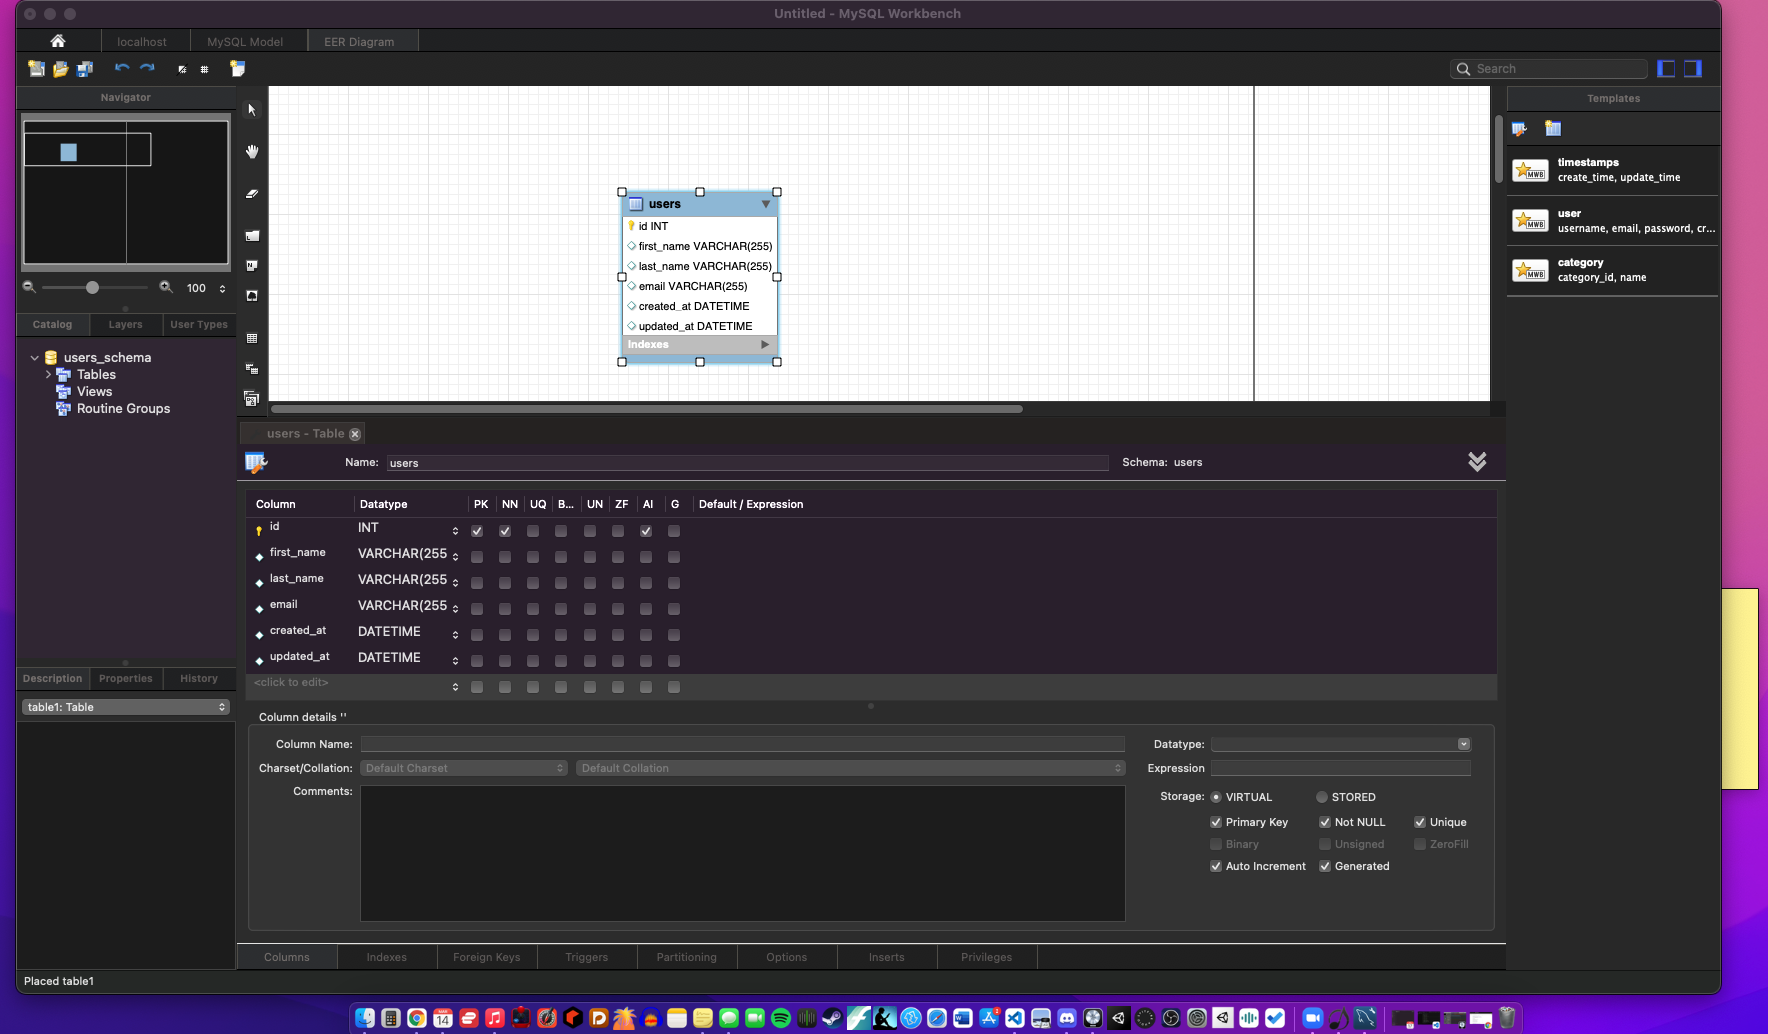 Untitled - MySQL Workbench
localhost
MySQL Model
EER Diagram
Search
Navigator
100
Catalog
Layers
User Types
users_schema
Tables
Views
Routine Groups
Description
Properties
History
table1: Table
Placed table1
users
id INT
first_name VARCHAR(255)
last_name VARCHAR(255)
email VARCHAR(255)
created_at DATETIME
updated_at DATETIME
Indexes
Templates
timestamps
create_time, update_time
user
username, email, password, cr...
category
category_id, name
users - Table
Name: users
Schema: users
Column Datatype PK NN UQ B... UN ZF AI G Default / Expression
id INT
first_name VARCHAR(255
last_name VARCHAR(255
email VARCHAR(255
created_at DATETIME
updated_at DATETIME
<click to edit>
Column details ''
Column Name:
Datatype:
Charset/Collation: Default Charset Default Collation
Expression
Comments:
Storage: VIRTUAL STORED
Primary Key Not NULL Unique
Binary Unsigned ZeroFill
Auto Increment Generated
Columns Indexes Foreign Keys Triggers Partitioning Options Inserts Privileges
MAR
14